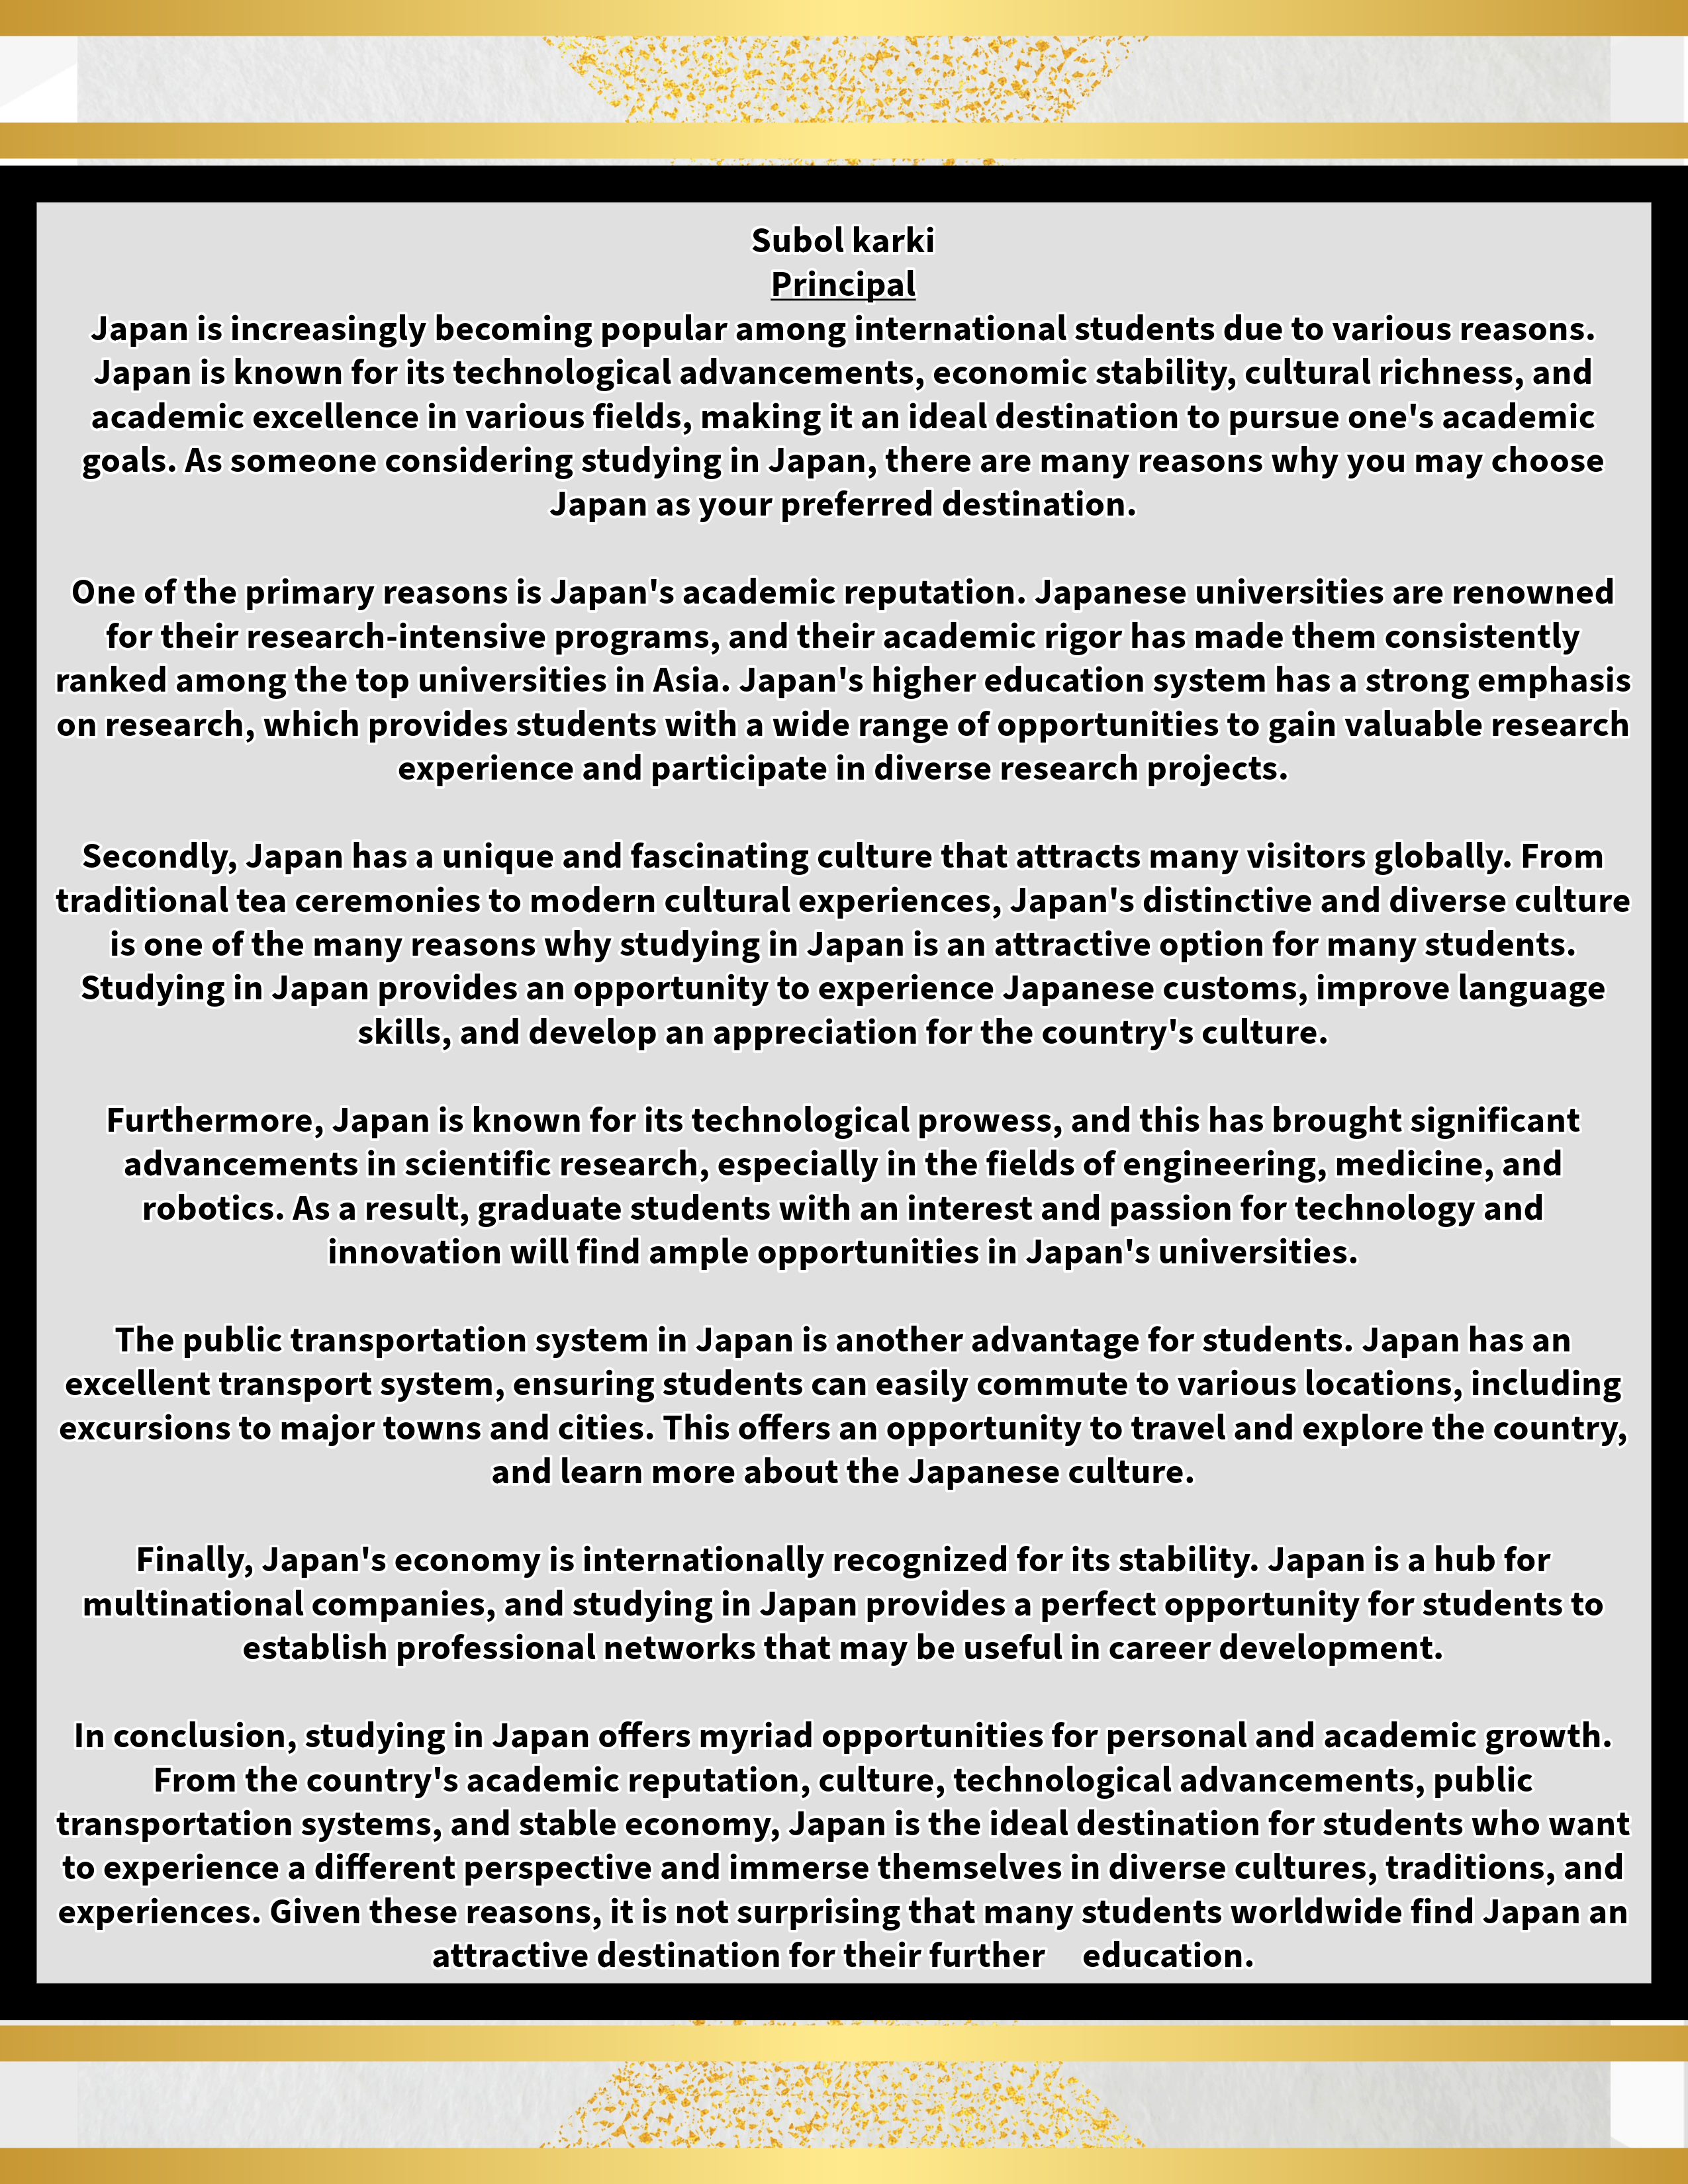 Subol karki
Principal
Japan is increasingly becoming popular among international students due to various reasons.
Japan is known for its technological advancements, economic stability, cultural richness, and
academic excellence in various fields, making it an ideal destination to pursue one's academic
goals. As someone considering studying in Japan, there are many reasons why you may choose
Japan as your preferred destination.
One of the primary reasons is Japan's academic reputation. Japanese universities are renowned
for their research-intensive programs, and their academic rigor has made them consistently
ranked among the top universities in Asia. Japan's higher education system has a strong emphasis
on research, which provides students with a wide range of opportunities to gain valuable research
experience and participate in diverse research projects.
Secondly, Japan has a unique and fascinating culture that attracts many visitors globally. From
traditional tea ceremonies to modern cultural experiences, Japan's distinctive and diverse culture
is one of the many reasons why studying in Japan is an attractive option for many students.
Studying in Japan provides an opportunity to experience Japanese customs, improve language
skills, and develop an appreciation for the country's culture.
Furthermore, Japan is known for its technological prowess, and this has brought significant
advancements in scientific research, especially in the fields of engineering, medicine, and
robotics. As a result, graduate students with an interest and passion for technology and
innovation will find ample opportunities in Japan's universities.
The public transportation system in Japan is another advantage for students. Japan has an
excellent transport system, ensuring students can easily commute to various locations, including
excursions to major towns and cities. This offers an opportunity to travel and explore the country,
and learn more about the Japanese culture.
Finally, Japan's economy is internationally recognized for its stability. Japan is a hub for
multinational companies, and studying in Japan provides a perfect opportunity for students to
establish professional networks that may be useful in career development.
In conclusion, studying in Japan offers myriad opportunities for personal and academic growth.
From the country's academic reputation, culture, technological advancements, public
transportation systems, and stable economy, Japan is the ideal destination for students who want
to experience a different perspective and immerse themselves in diverse cultures, traditions, and
experiences. Given these reasons, it is not surprising that many students worldwide find Japan an
attractive destination for their further education.